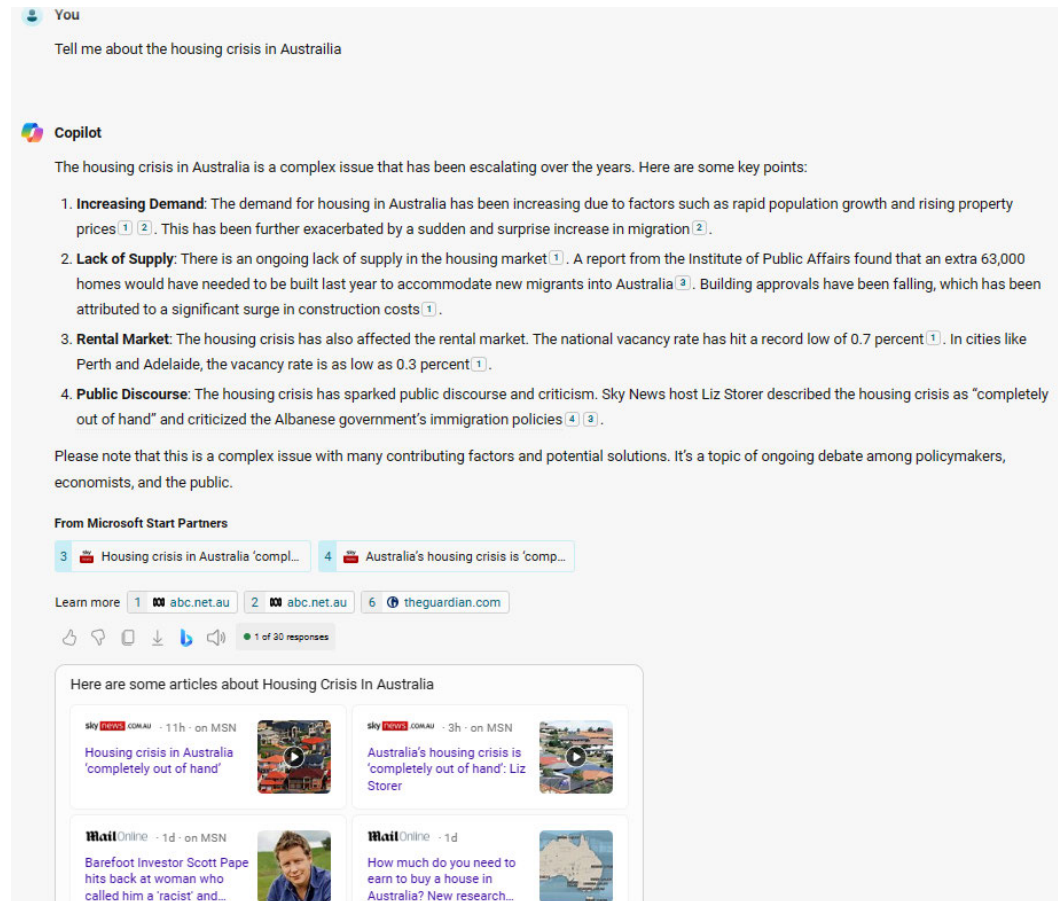 You
Tell me about the housing crisis in Austrailia
Copilot
The housing crisis in Australia is a complex issue that has been escalating over the years. Here are some key points:
1. Increasing Demand: The demand for housing in Australia has been increasing due to factors such as rapid population growth and rising property
prices 1 2 . This has been further exacerbated by a sudden and surprise increase in migration 2 .
2. Lack of Supply: There is an ongoing lack of supply in the housing market 1 . A report from the Institute of Public Affairs found that an extra 63,000
homes would have needed to be built last year to accommodate new migrants into Australia 3 . Building approvals have been falling, which has been
attributed to a significant surge in construction costs 1 .
3. Rental Market: The housing crisis has also affected the rental market. The national vacancy rate has hit a record low of 0.7 percent 1 . In cities like
Perth and Adelaide, the vacancy rate is as low as 0.3 percent 1 .
4. Public Discourse: The housing crisis has sparked public discourse and criticism. Sky News host Liz Storer described the housing crisis as “completely
out of hand” and criticized the Albanese government’s immigration policies 4 3 .
Please note that this is a complex issue with many contributing factors and potential solutions. It’s a topic of ongoing debate among policymakers,
economists, and the public.
From Microsoft Start Partners
3 Housing crisis in Australia ‘compl...
4 Australia’s housing crisis is ‘comp...
Learn more 1 abc.net.au 2 abc.net.au 6 theguardian.com
1 of 30 responses
Here are some articles about Housing Crisis In Australia
sky news .COM.AU · 11h · on MSN
Housing crisis in Australia
‘completely out of hand’
sky news .COM.AU · 3h · on MSN
Australia’s housing crisis is
‘completely out of hand’: Liz
Storer
Mail Online · 1d · on MSN
Barefoot Investor Scott Pape
hits back at woman who
called him a 'racist' and...
Mail Online · 1d
How much do you need to
earn to buy a house in
Australia? New research...